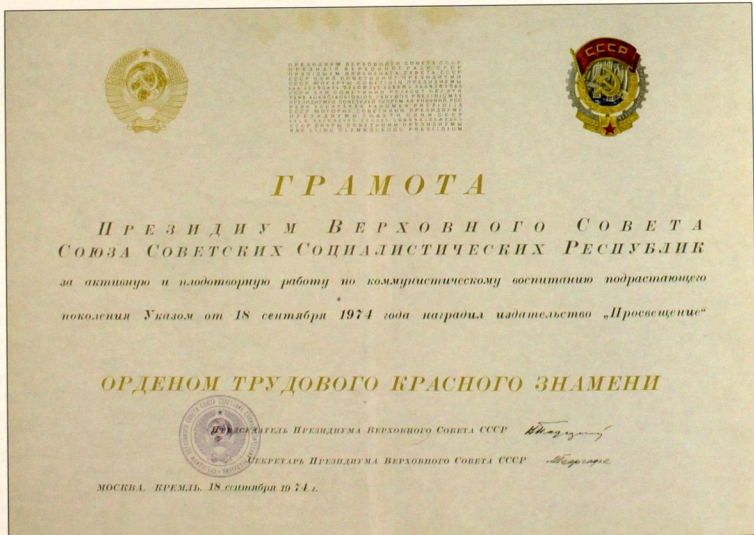 СССР
ГРАМОТА
ПРЕЗИДИУМ ВЕРХОВНОГО СОВЕТА
СОЮЗА СОВЕТСКИХ СОЦИАЛИСТИЧЕСКИХ РЕСПУБЛИК
за активную и плодотворную работу по коммунистическому воспитанию подрастающего
поколения Указом от 18 сентября 1974 года наградил издательство „Просвещение“
ОРДЕНОМ ТРУДОВОГО КРАСНОГО ЗНАМЕНИ
ПРЕДСЕДАТЕЛЬ ПРЕЗИДИУМА ВЕРХОВНОГО СОВЕТА СССР
СЕКРЕТАРЬ ПРЕЗИДИУМА ВЕРХОВНОГО СОВЕТА СССР
МОСКВА, КРЕМЛЬ. 18 сентября 1974 г.